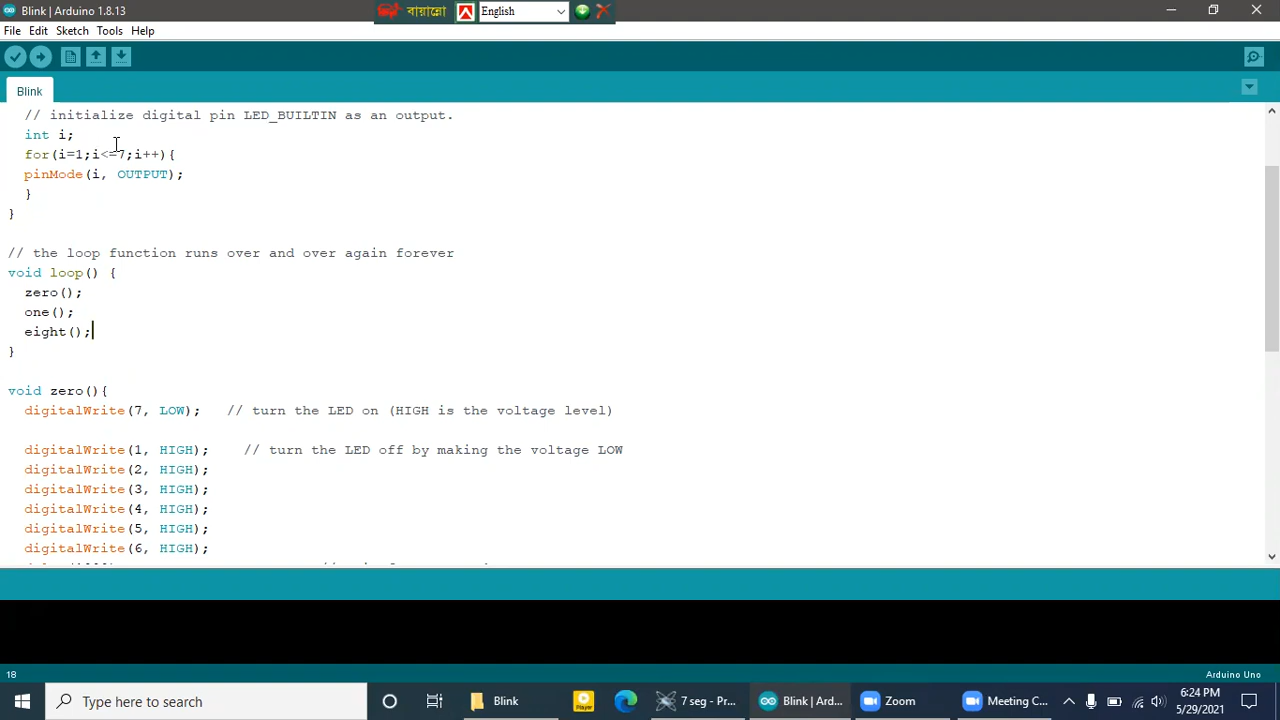 Blink | Arduino 1.8.13
বায়ান্নো
English
File Edit Sketch Tools Help
Blink
// initialize digital pin LED_BUILTIN as an output.
int i;
for(i=1;i<=7;i++){
pinMode(i, OUTPUT);
}
}
// the loop function runs over and over again forever
void loop() {
zero();
one();
eight();
}
void zero(){
digitalWrite(7, LOW);   // turn the LED on (HIGH is the voltage level)
digitalWrite(1, HIGH);    // turn the LED off by making the voltage LOW
digitalWrite(2, HIGH);
digitalWrite(3, HIGH);
digitalWrite(4, HIGH);
digitalWrite(5, HIGH);
digitalWrite(6, HIGH);
18
Arduino Uno
Type here to search
Blink
7 seg - Pr...
Blink | Ard...
Zoom
Meeting C...
6:24 PM
5/29/2021